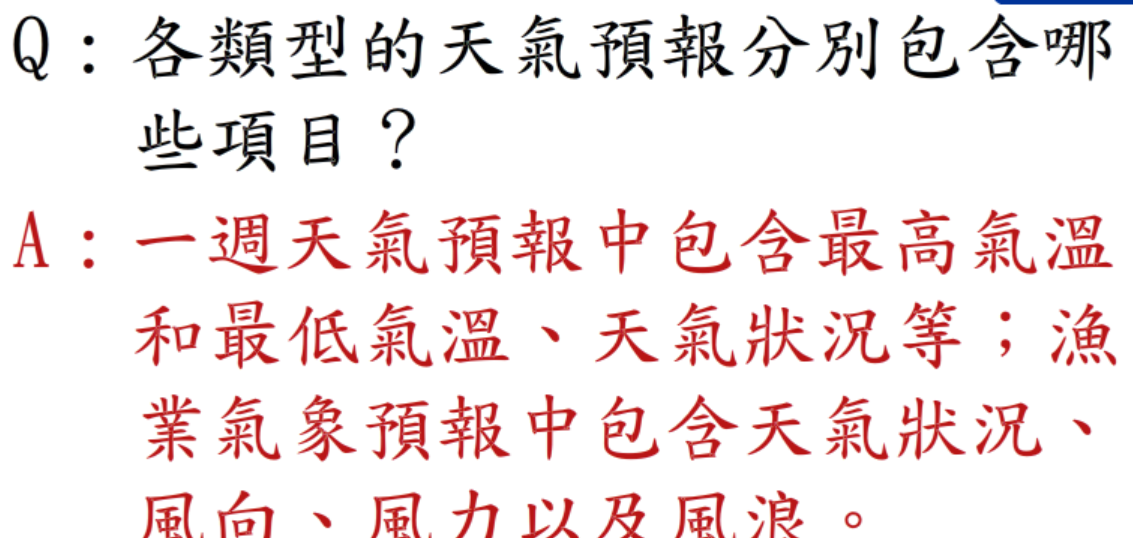 Q：各類型的天氣預報分別包含哪
些項目？
A：一週天氣預報中包含最高氣溫
和最低氣溫、天氣狀況等；漁
業氣象預報中包含天氣狀況、
風向、風力以及風浪。